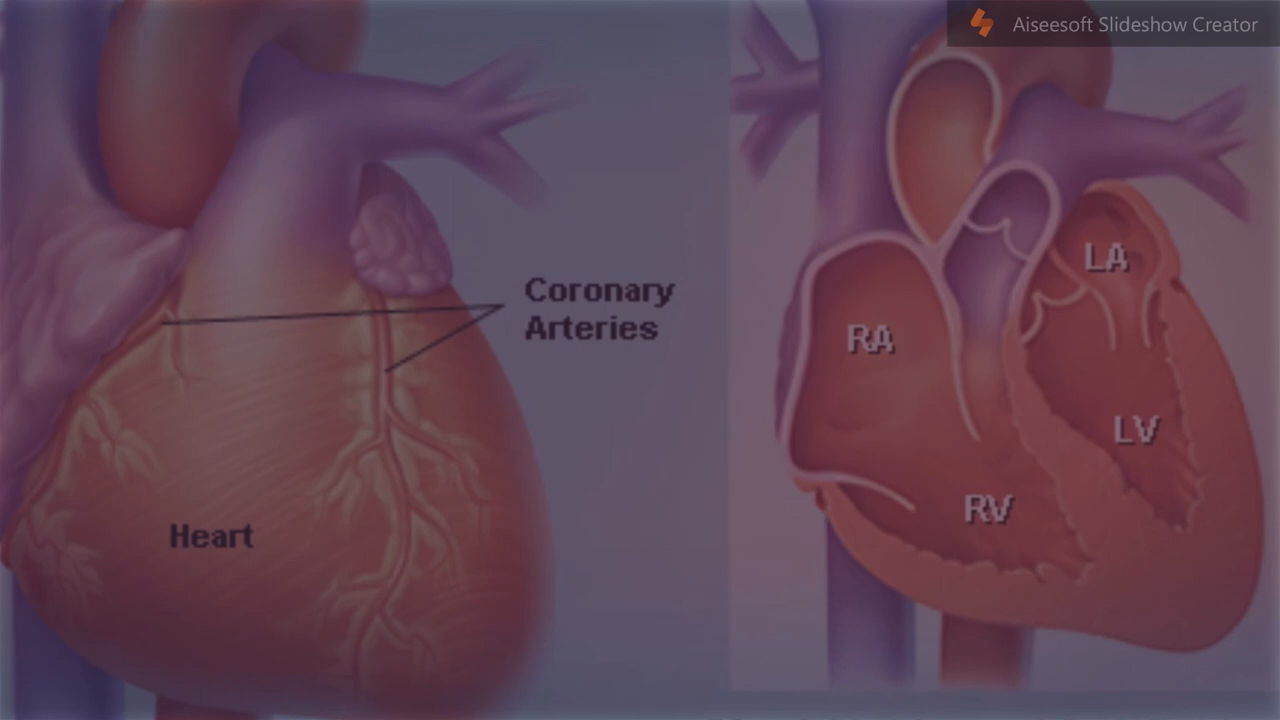 Aiseesoft Slideshow Creator
Coronary
Arteries
Heart
LA
RA
LV
RV